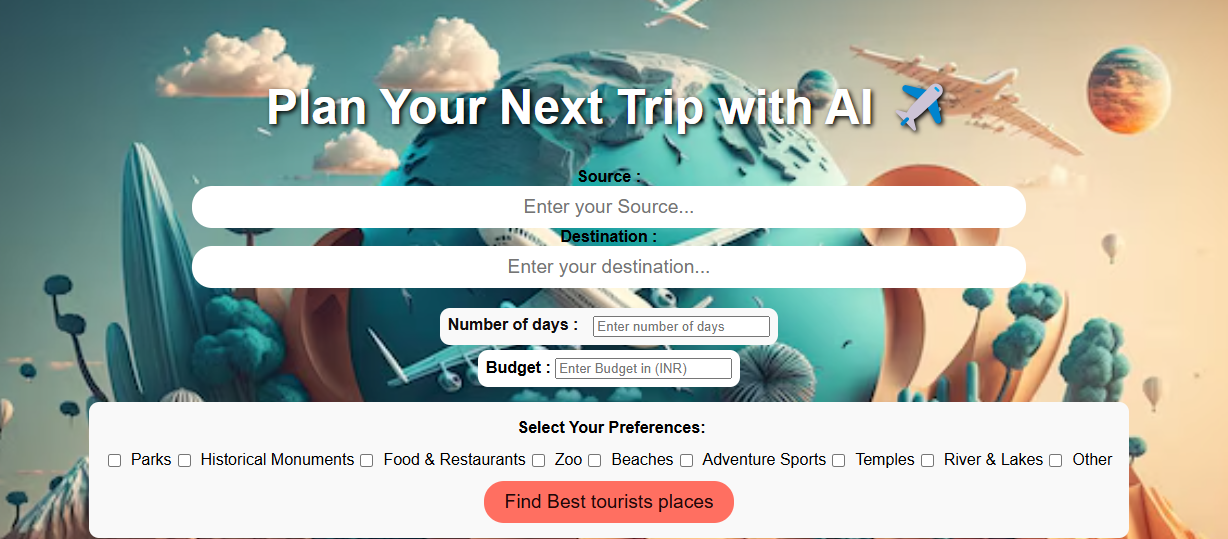 Plan Your Next Trip with AI ✈️
Source :
Enter your Source...
Destination :
Enter your destination...
Number of days : Enter number of days
Budget : Enter Budget in (INR)
Select Your Preferences:
Parks Historical Monuments Food & Restaurants Zoo Beaches Adventure Sports Temples River & Lakes Other
Find Best tourists places